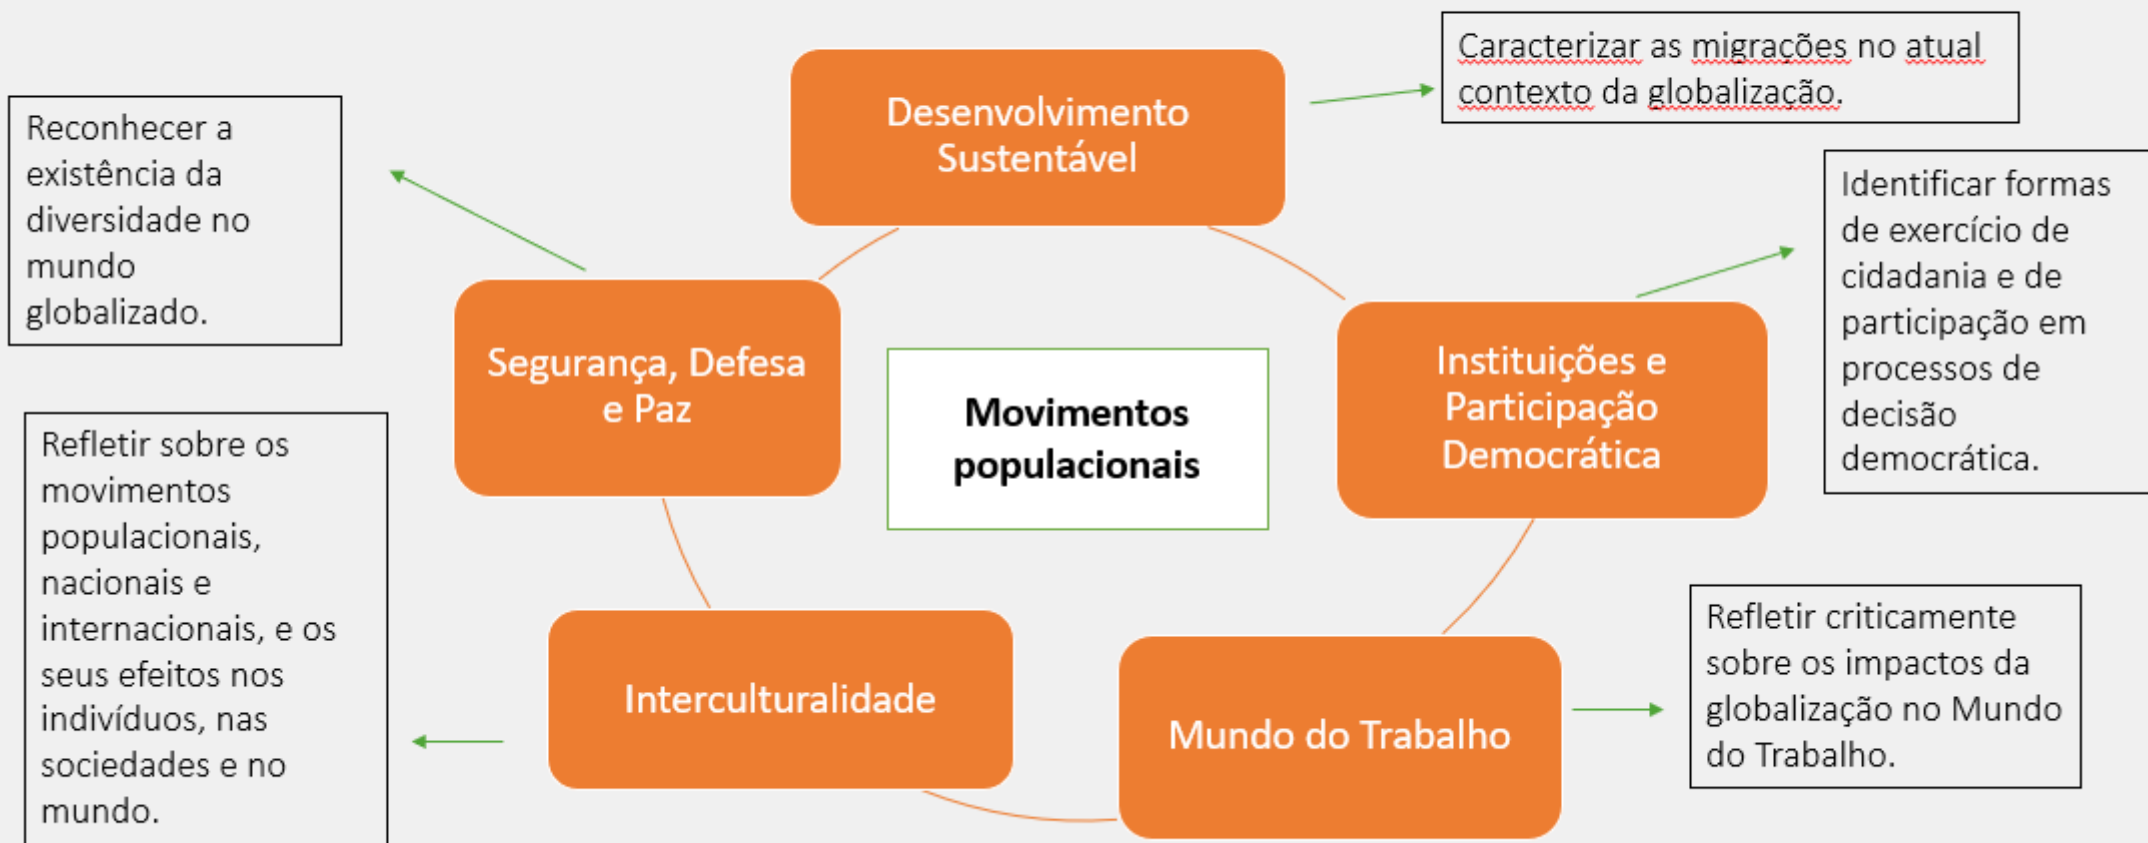 Desenvolvimento
Sustentável
Caracterizar as migrações no atual
contexto da globalização.
Reconhecer a
existência da
diversidade no
mundo
globalizado.
Identificar formas
de exercício de
cidadania e de
participação em
processos de
decisão
democrática.
Segurança, Defesa
e Paz
Movimentos
populacionais
Instituições e
Participação
Democrática
Refletir sobre os
movimentos
populacionais,
nacionais e
internacionais, e os
seus efeitos nos
indivíduos, nas
sociedades e no
mundo.
Interculturalidade
Mundo do Trabalho
Refletir criticamente
sobre os impactos da
globalização no Mundo
do Trabalho.